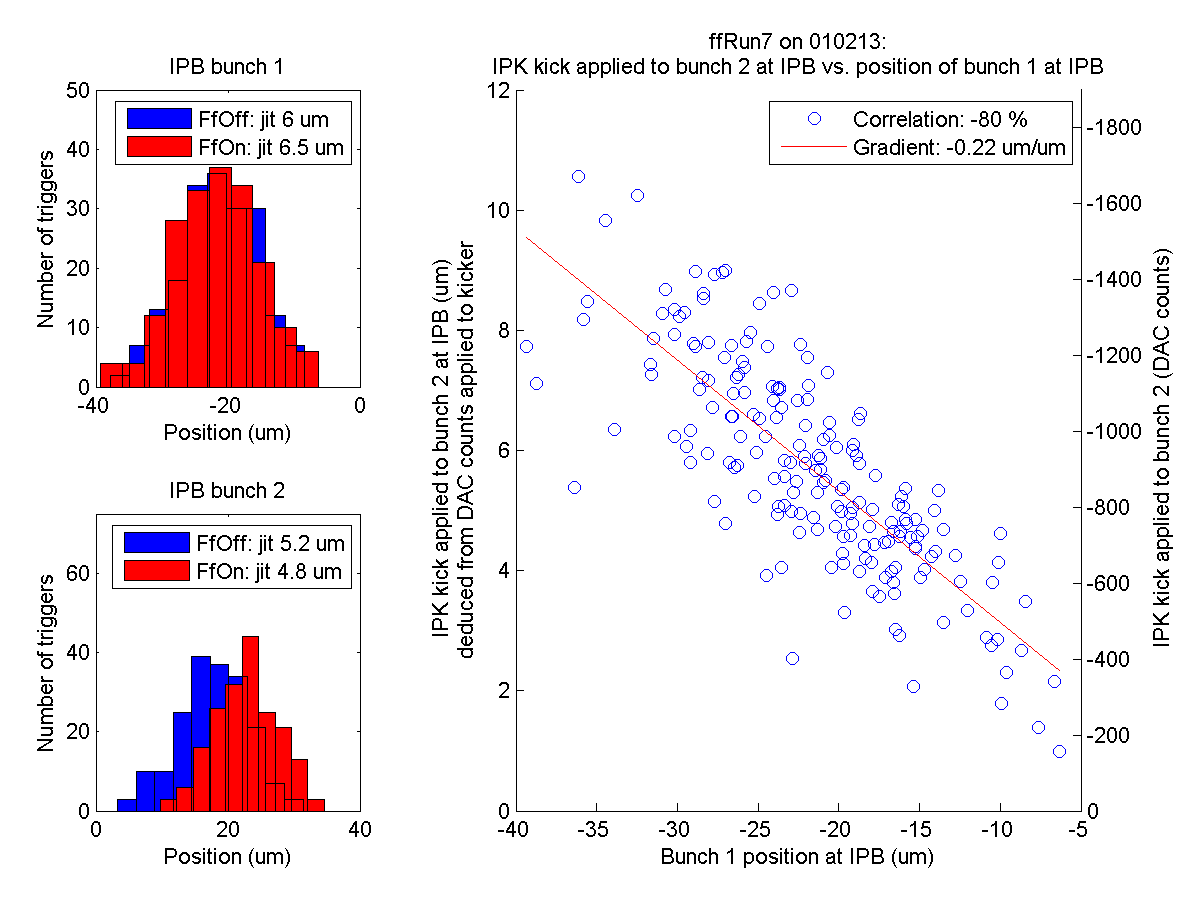 IPB bunch 1
50
40
30
20
10
0
Number of triggers
FfOff: jit 6 um
FfOn: jit 6.5 um
-40
-20
0
Position (um)
IPB bunch 2
60
40
20
0
Number of triggers
FfOff: jit 5.2 um
FfOn: jit 4.8 um
0
20
40
Position (um)
ffRun7 on 010213:
IPK kick applied to bunch 2 at IPB vs. position of bunch 1 at IPB
12
10
8
6
4
2
0
IPK kick applied to bunch 2 at IPB (um)
deduced from DAC counts applied to kicker
Correlation: -80 %
Gradient: -0.22 um/um
-1800
-1600
-1400
-1200
-1000
-800
-600
-400
-200
0
IPK kick applied to bunch 2 (DAC counts)
-40
-35
-30
-25
-20
-15
-10
-5
Bunch 1 position at IPB (um)